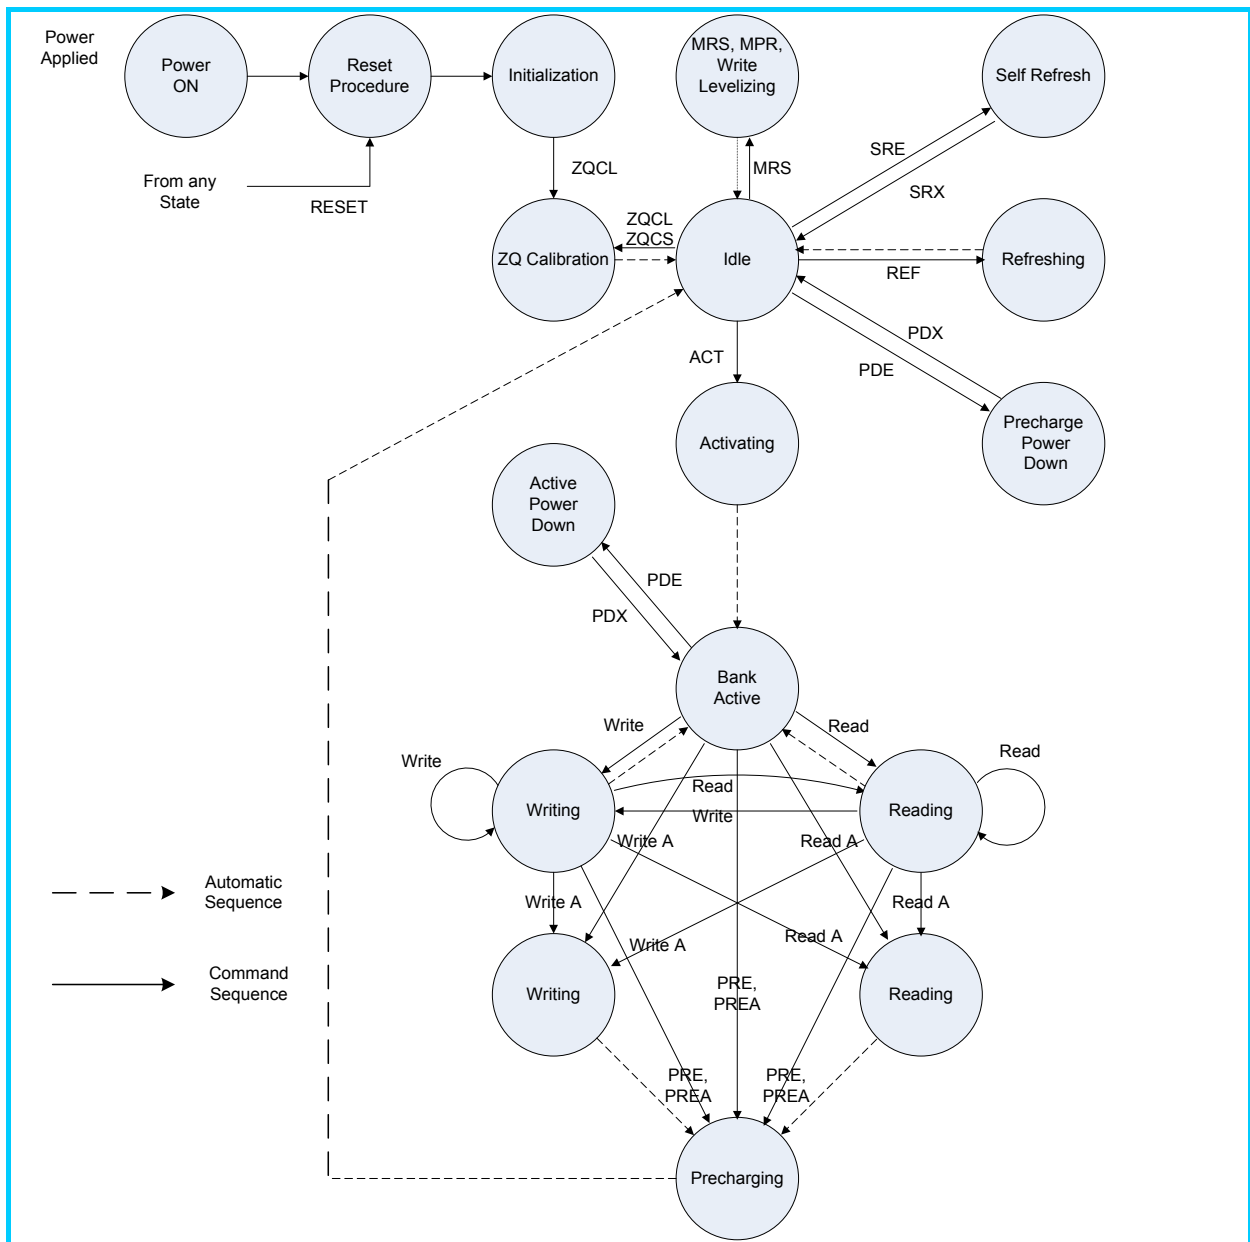 Power
Applied
Power
ON
Reset
Procedure
Initialization
MRS, MPR,
Write
Levelizing
Self Refresh
From any
State
RESET
ZQCL
MRS
SRE
SRX
ZQCL
ZQCS
ZQ Calibration
Idle
Refreshing
REF
ACT
PDX
PDE
Activating
Precharge
Power
Down
Active
Power
Down
PDE
PDX
Bank
Active
Write
Read
Write
Read
Writing
Read
Write
Reading
Write A
Read A
Automatic
Sequence
Write A
Read A
Write A
Read A
Command
Sequence
Writing
PRE,
PREA
Reading
PRE,
PREA
PRE,
PREA
Precharging